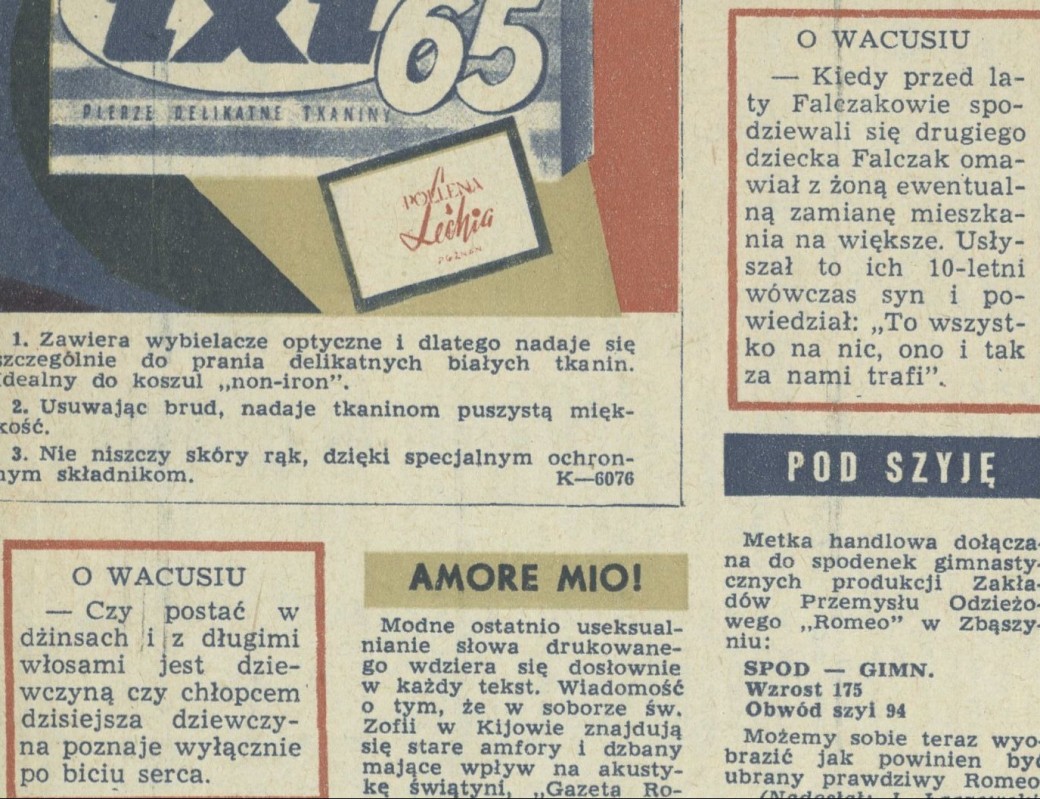 ixi 65
PIERZE DELIKATNE TKANINY
POLLENA
Lechia
POZNAŃ
1. Zawiera wybielacze optyczne i dlatego nadaje się
szczególnie do prania delikatnych białych tkanin.
Idealny do koszul „non-iron”.
2. Usuwając brud, nadaje tkaninom puszystą mięk-
kość.
3. Nie niszczy skóry rąk, dzięki specjalnym ochron-
nym składnikom.
K—6076
O WACUSIU
— Czy postać w
dżinsach i z długimi
włosami jest dzie-
wczyną czy chłopcem
dzisiejsza dziewczy-
na poznaje wyłącznie
po biciu serca.
AMORE MIO!
Modne ostatnio useksual-
nianie słowa drukowane-
go wdziera się dosłownie
w każdy tekst. Wiadomość
o tym, że w soborze św.
Zofii w Kijowie znajdują
się stare amfory i dzbany
mające wpływ na akusty-
kę świątyni, „Gazeta Ro-
O WACUSIU
— Kiedy przed la-
ty Falczakowie spo-
dziewali się drugiego
dziecka Falczak oma-
wiał z żoną ewentual-
ną zamianę mieszka-
nia na większe. Usły-
szał to ich 10-letni
wówczas syn i po-
wiedział: „To wszyst-
ko na nic, ono i tak
za nami trafi”.
POD SZYJĘ
Metka handlowa dołącza-
na do spodenek gimnasty-
cznych produkcji Zakła-
dów Przemysłu Odzieżo-
wego „Romeo” w Zbąszy-
niu:
SPOD — GIMN.
Wzrost 175
Obwód szyi 94
Możemy sobie teraz wyo-
brazić jak powinien być
ubrany prawdziwy Romeo